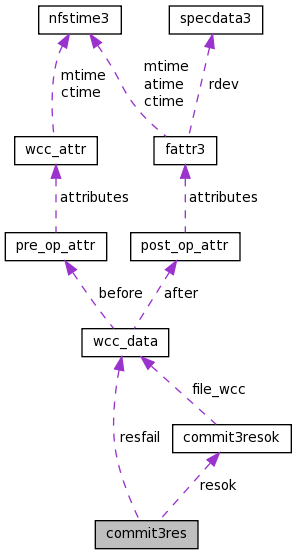 nfstime3
specdata3
mtime
ctime
mtime
atime
ctime
rdev
wcc_attr
fattr3
attributes
attributes
pre_op_attr
post_op_attr
before
after
wcc_data
file_wcc
resfail
commit3resok
resok
commit3res